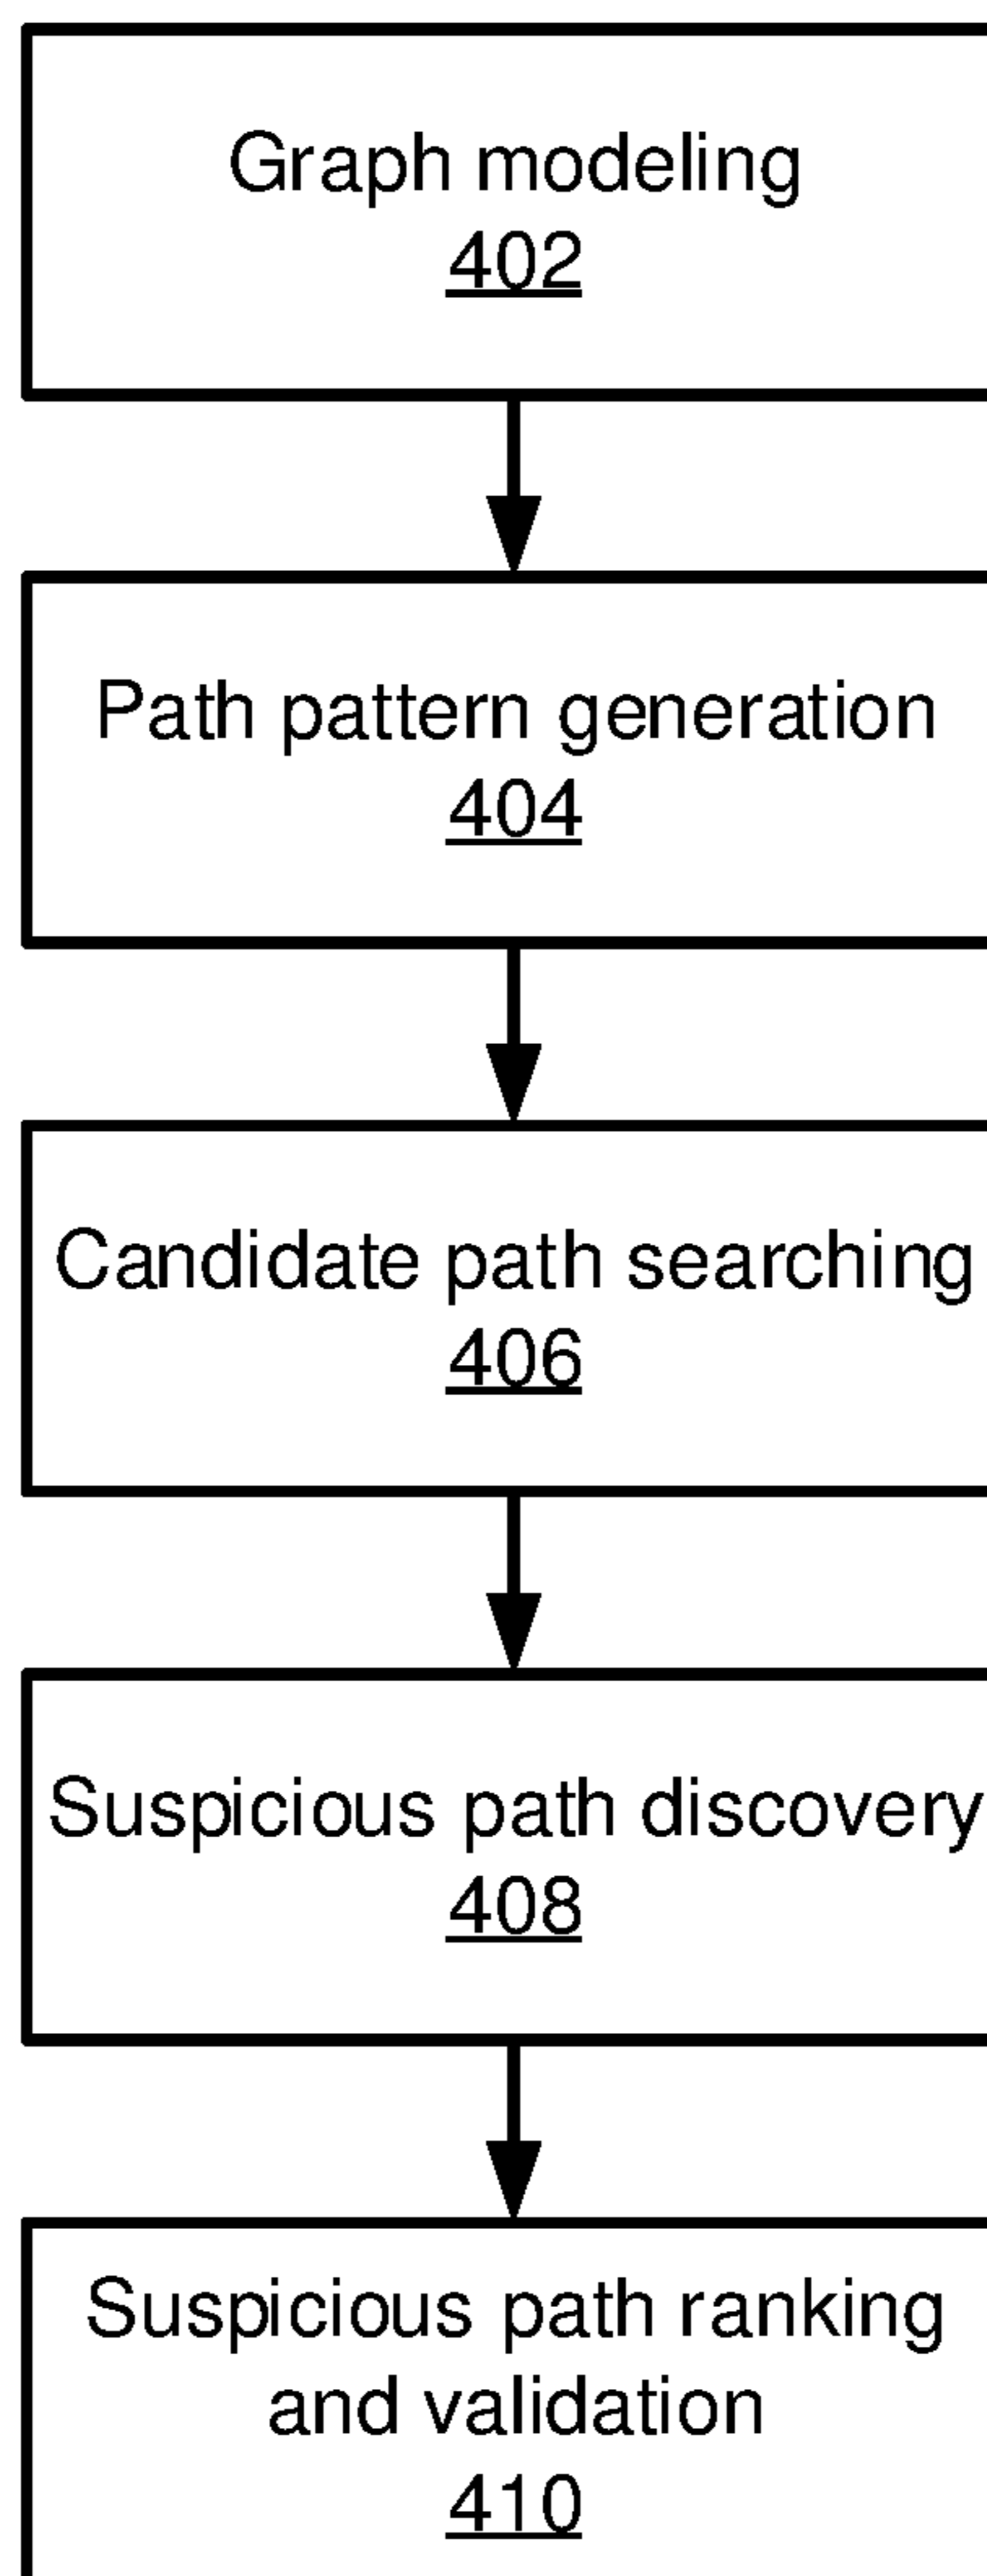 Graph modeling
402
Path pattern generation
404
Candidate path searching
406
Suspicious path discovery
408
Suspicious path ranking
and validation
410